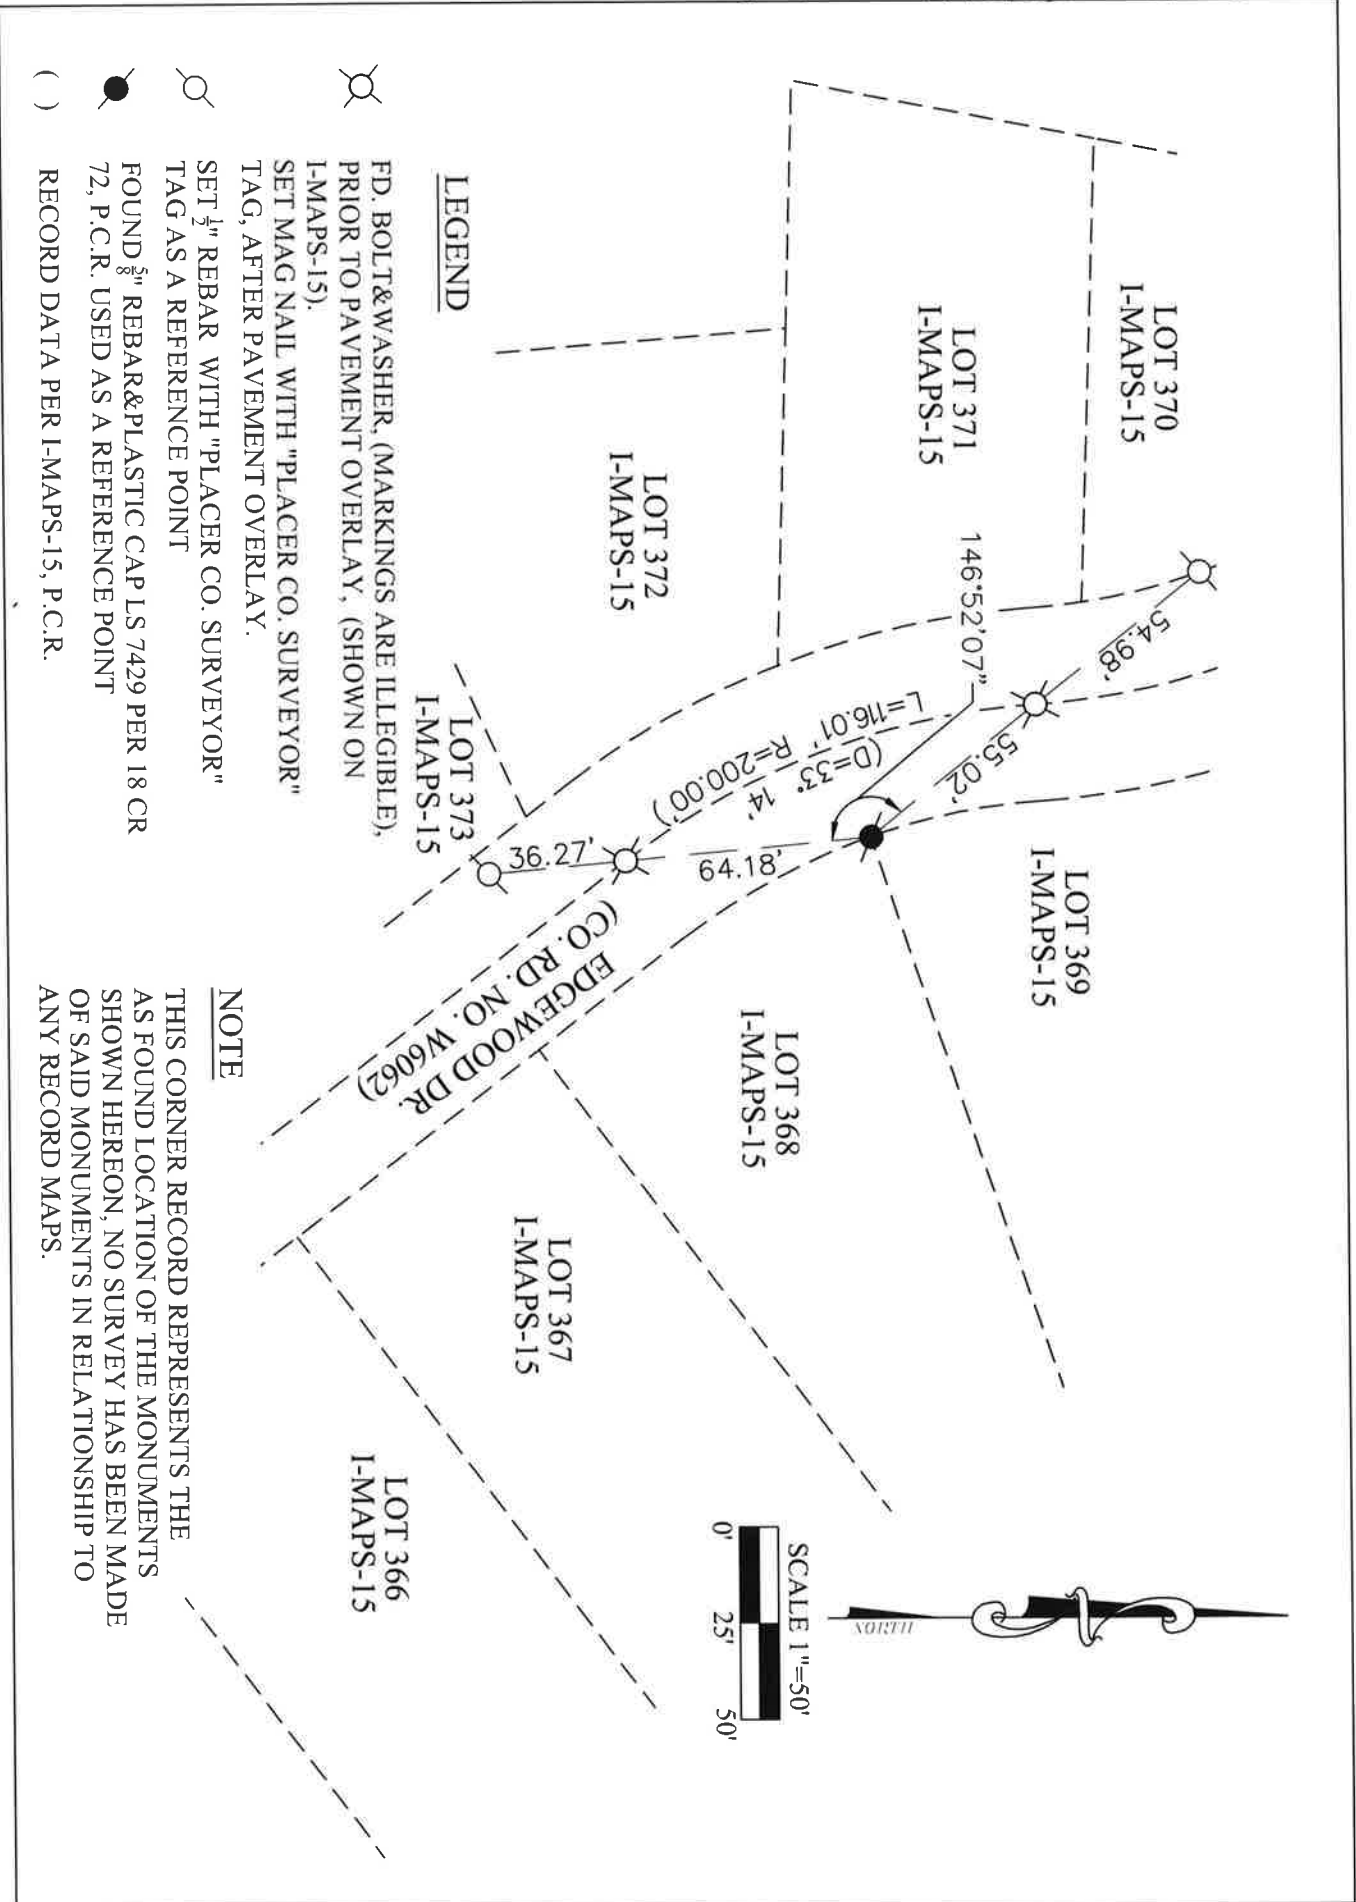 LOT 370
I-MAPS-15
LOT 371
I-MAPS-15
LOT 372
I-MAPS-15
LOT 373
I-MAPS-15
146°52'07"
54.98'
55.02'
L=116.01'
(D=33° 14'
R=200.00')
64.18'
36.27'
EDGEWOOD DR.
(CO. RD. NO. W6062)
LOT 369
I-MAPS-15
LOT 368
I-MAPS-15
LOT 367
I-MAPS-15
LOT 366
I-MAPS-15
NORTH
SCALE 1"=50'
0' 25' 50'
LEGEND
FD. BOLT&WASHER, (MARKINGS ARE ILLEGIBLE),
PRIOR TO PAVEMENT OVERLAY, (SHOWN ON
I-MAPS-15).
SET MAG NAIL WITH "PLACER CO. SURVEYOR"
TAG, AFTER PAVEMENT OVERLAY.
SET ½" REBAR WITH "PLACER CO. SURVEYOR"
TAG AS A REFERENCE POINT
FOUND ⅝" REBAR&PLASTIC CAP LS 7429 PER 18 CR
72, P.C.R. USED AS A REFERENCE POINT
( ) RECORD DATA PER I-MAPS-15, P.C.R.
NOTE
THIS CORNER RECORD REPRESENTS THE
AS FOUND LOCATION OF THE MONUMENTS
SHOWN HEREON, NO SURVEY HAS BEEN MADE
OF SAID MONUMENTS IN RELATIONSHIP TO
ANY RECORD MAPS.